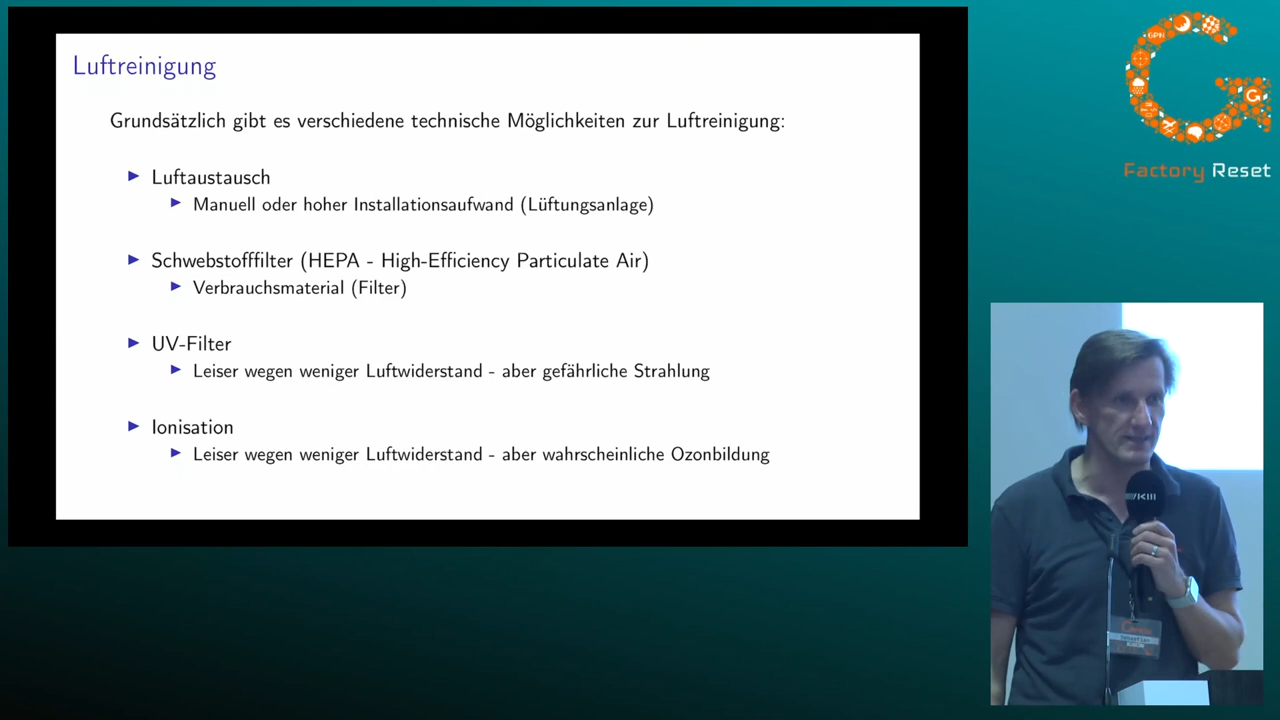 Luftreinigung
Grundsätzlich gibt es verschiedene technische Möglichkeiten zur Luftreinigung:
Luftaustausch
Manuell oder hoher Installationsaufwand (Lüftungsanlage)
Schwebstofffilter (HEPA - High-Efficiency Particulate Air)
Verbrauchsmaterial (Filter)
UV-Filter
Leiser wegen weniger Luftwiderstand - aber gefährliche Strahlung
Ionisation
Leiser wegen weniger Luftwiderstand - aber wahrscheinliche Ozonbildung
GPN
G
Factory Reset